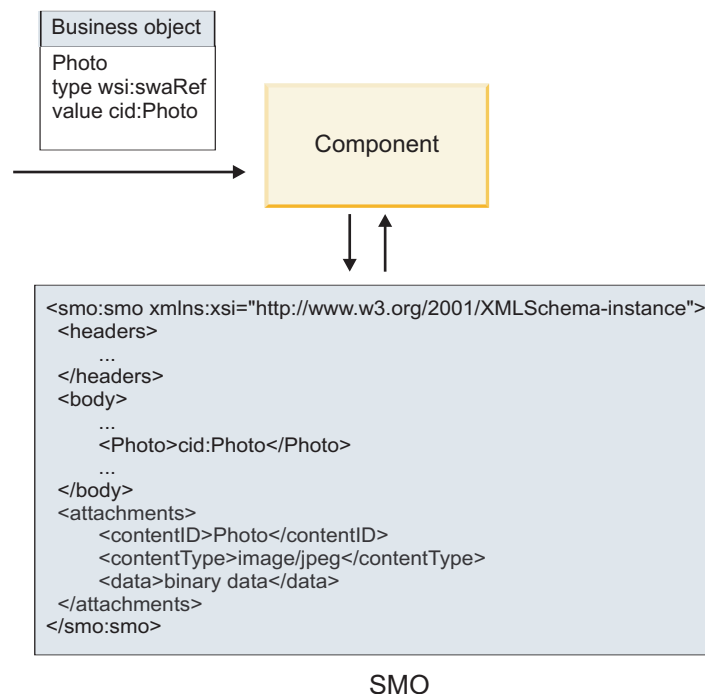 Business object
Photo
type wsi:swaRef
value cid:Photo
Component
<smo:smo xmlns:xsi="http://www.w3.org/2001/XMLSchema-instance">
<headers>
...
</headers>
<body>
...
<Photo>cid:Photo</Photo>
...
</body>
<attachments>
<contentID>Photo</contentID>
<contentType>image/jpeg</contentType>
<data>binary data</data>
</attachments>
</smo:smo>
SMO